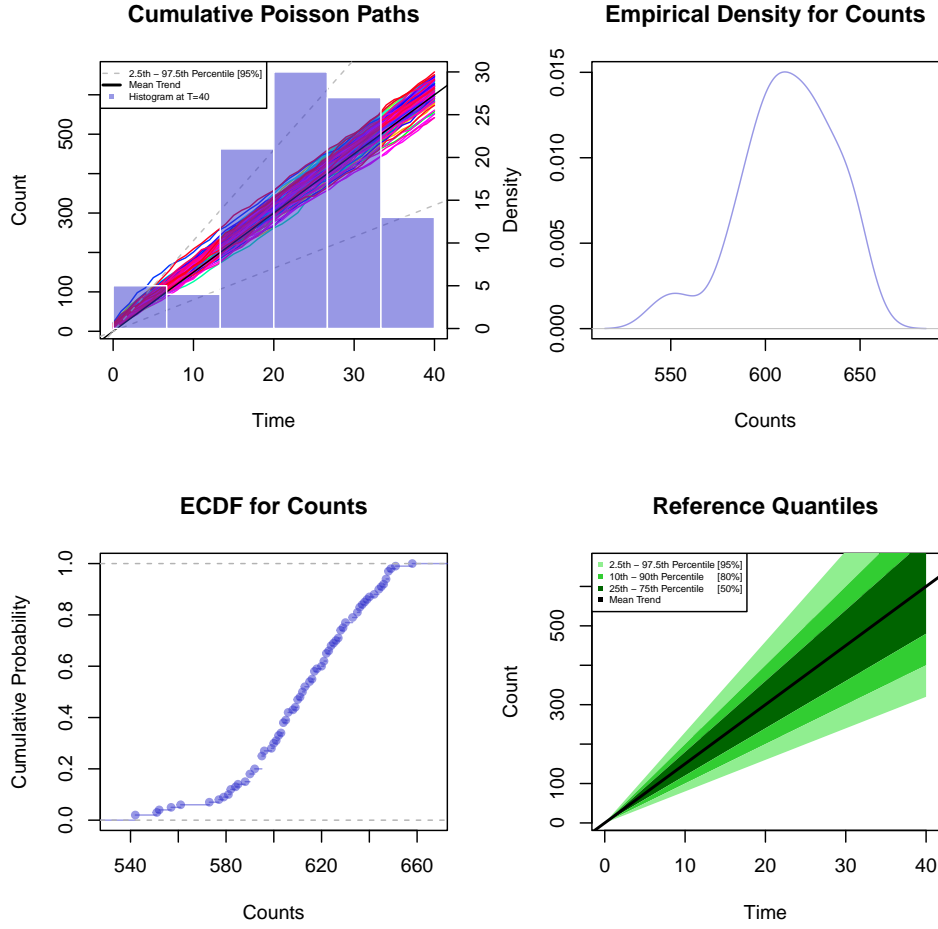 Cumulative Poisson Paths
2.5th − 97.5th Percentile [95%]
Mean Trend
Histogram at T=40
Count
0
100
300
500
Density
0
5
10
15
20
25
30
0
10
20
30
40
Time
Empirical Density for Counts
0.000
0.005
0.010
0.015
550
600
650
Counts
ECDF for Counts
Cumulative Probability
0.0
0.2
0.4
0.6
0.8
1.0
540
580
620
660
Counts
Reference Quantiles
2.5th − 97.5th Percentile [95%]
10th − 90th Percentile [80%]
25th − 75th Percentile [50%]
Mean Trend
Count
0
100
300
500
0
10
20
30
40
Time